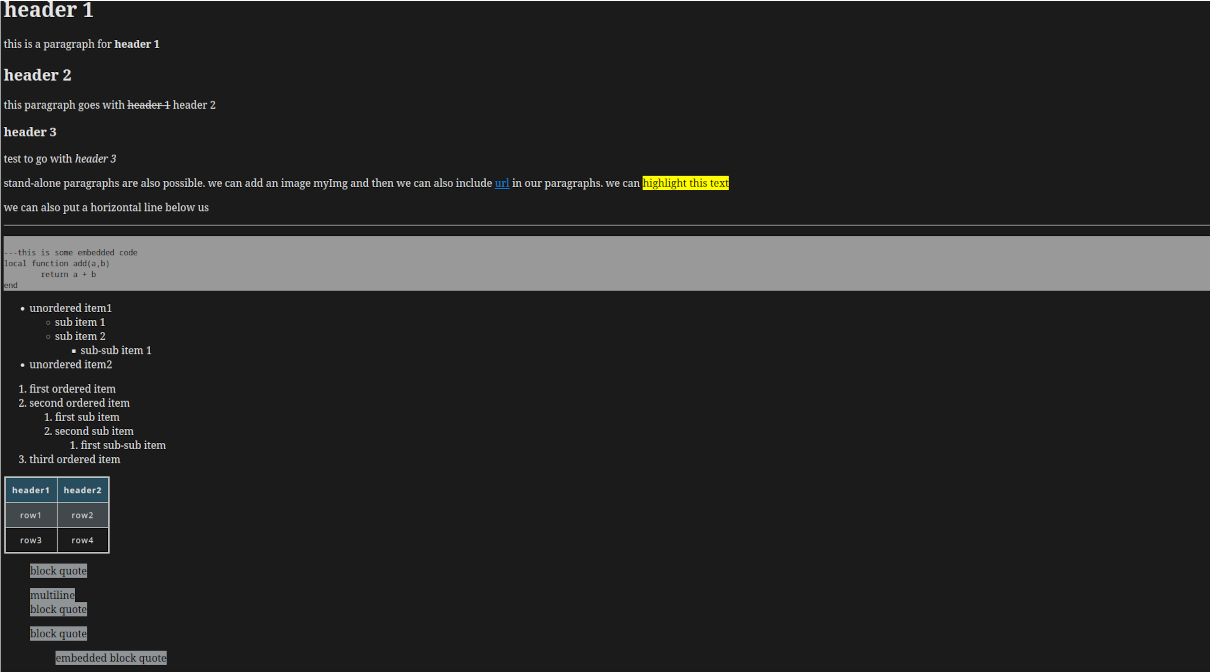 header 1
this is a paragraph for header 1
header 2
this paragraph goes with header 1 header 2
header 3
test to go with header 3
stand-alone paragraphs are also possible. we can add an image myImg and then we can also include url in our paragraphs. we can highlight this text
we can also put a horizontal line below us
---this is some embedded code
local function add(a,b)
return a + b
end
unordered item1
sub item 1
sub item 2
sub-sub item 1
unordered item2
1. first ordered item
2. second ordered item
1. first sub item
2. second sub item
1. first sub-sub item
3. third ordered item
header1 header2
row1 row2
row3 row4
block quote
multiline
block quote
block quote
embedded block quote